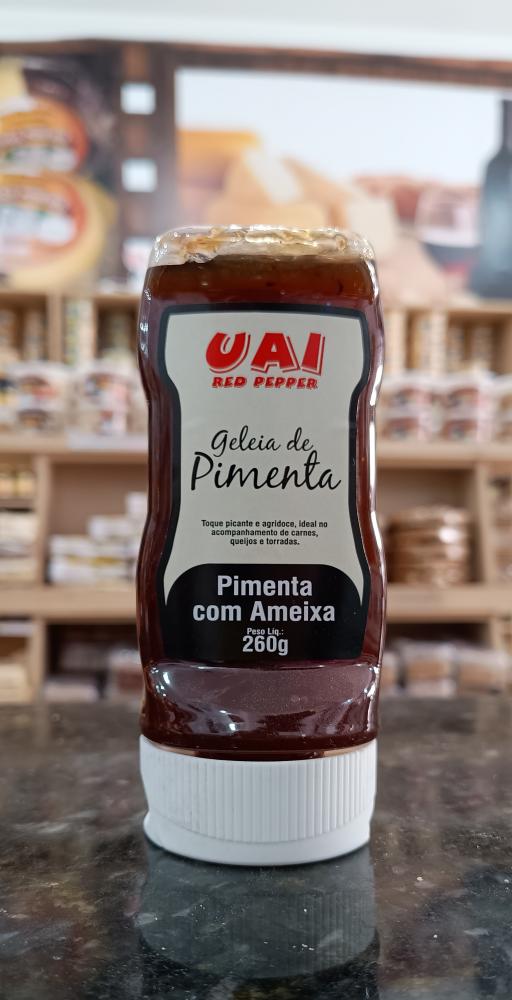 UAI
RED PEPPER
Geleia de
Pimenta
Toque picante e agridoce, ideal no
acompanhamento de carnes,
queijos e torradas.
Pimenta
com Ameixa
Peso Líq.:
260g